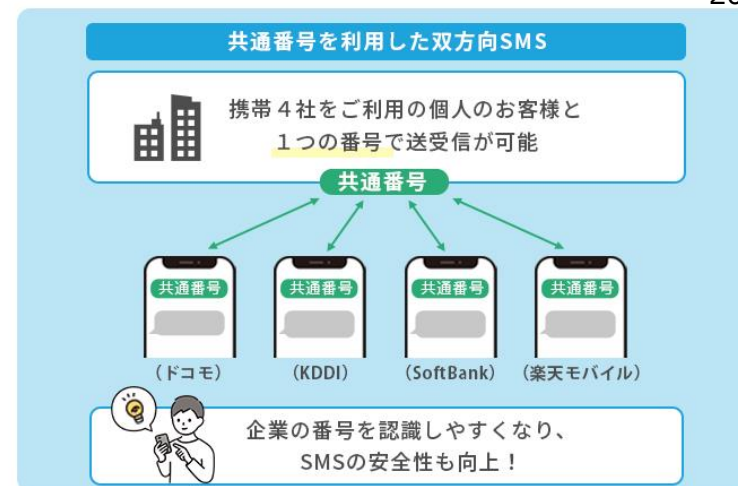 共通番号を利用した双方向SMS
携帯４社をご利用の個人のお客様と
１つの番号で送受信が可能
共通番号
共通番号 共通番号 共通番号 共通番号
（ドコモ） （KDDI） （SoftBank） （楽天モバイル）
企業の番号を認識しやすくなり、
SMSの安全性も向上！